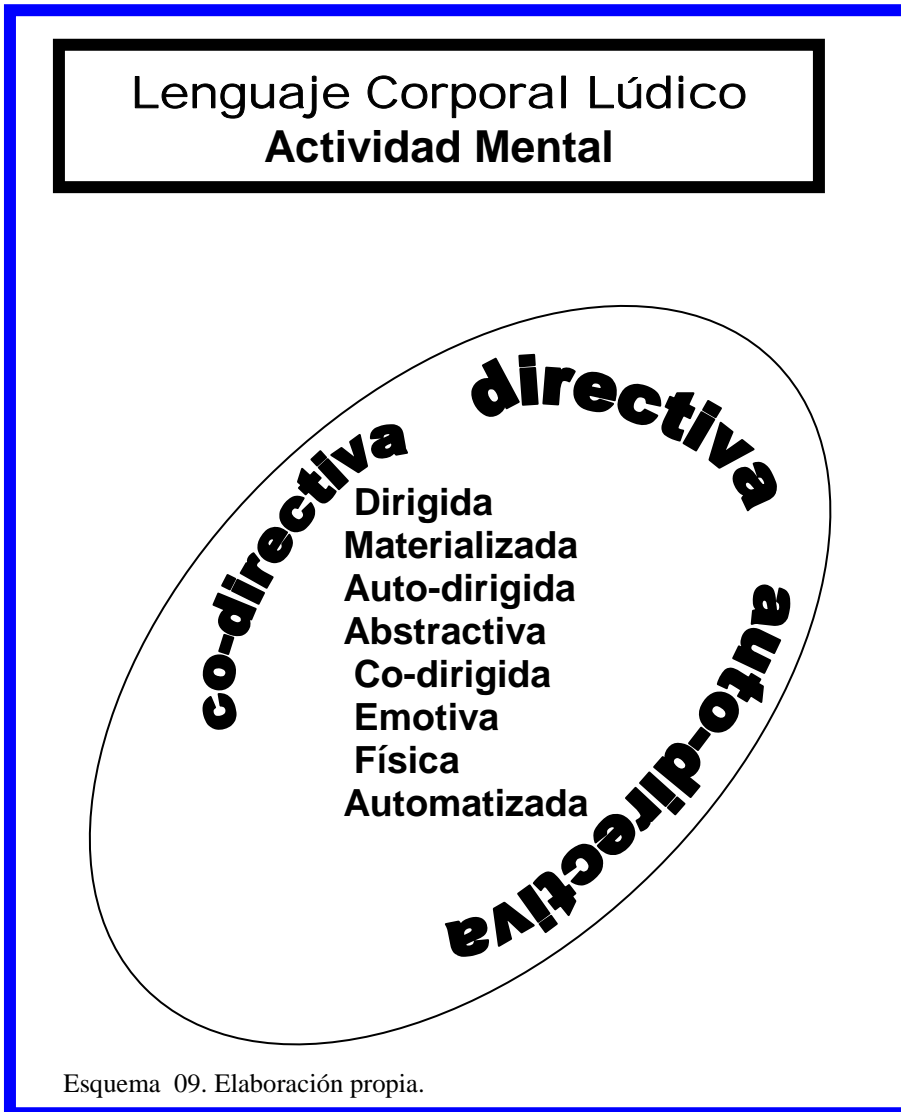 Lenguaje Corporal Lúdico
Actividad Mental
directiva
co-directiva
auto-directiva
Dirigida
Materializada
Auto-dirigida
Abstractiva
Co-dirigida
Emotiva
Física
Automatizada
Esquema 09. Elaboración propia.